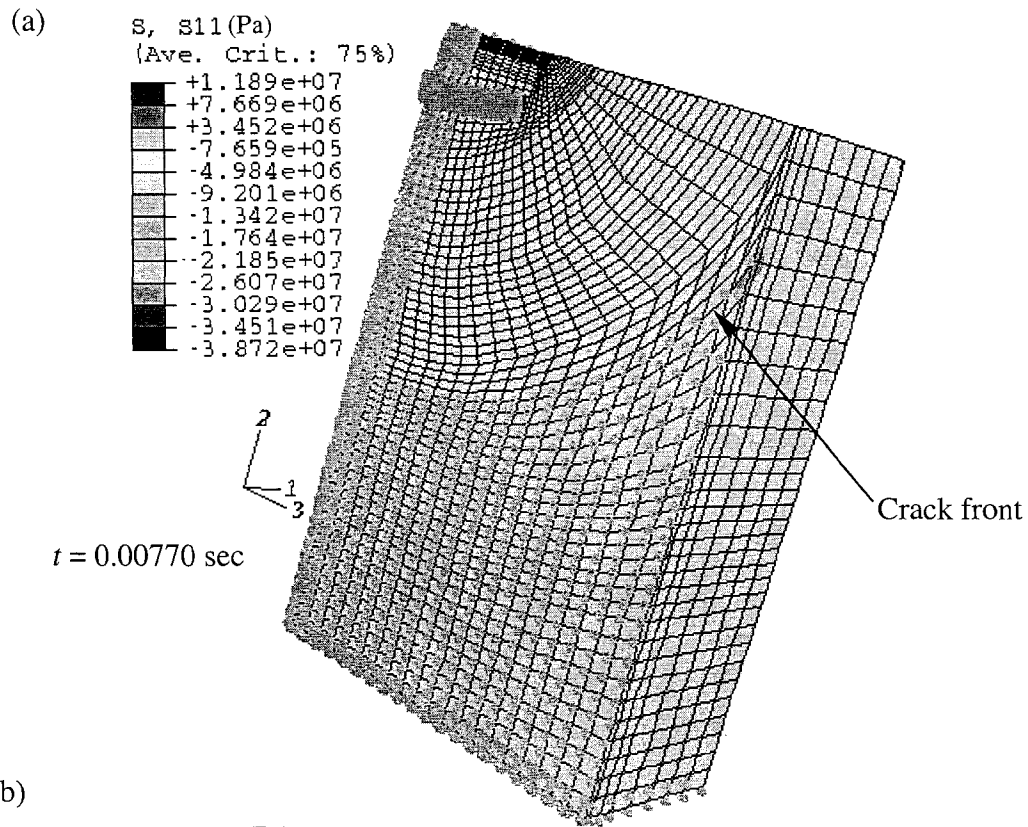 (a)
S, S11 (Pa)
(Ave. Crit.: 75%)
+1.189e+07
+7.669e+06
+3.452e+06
-7.659e+05
-4.984e+06
-9.201e+06
-1.342e+07
-1.764e+07
-2.185e+07
-2.607e+07
-3.029e+07
-3.451e+07
-3.872e+07
2
1
3
Crack front
t = 0.00770 sec
b)